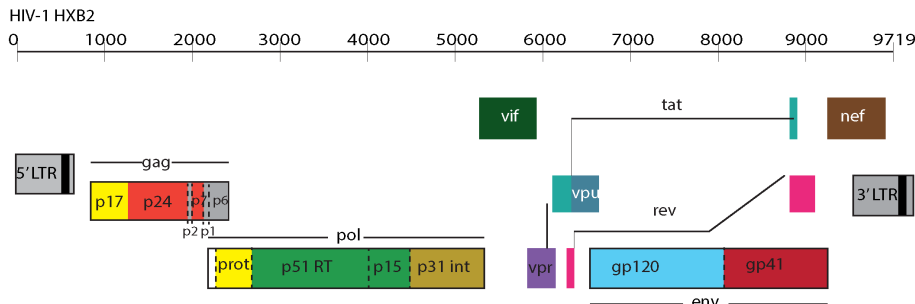 HIV-1 HXB2
0 1000 2000 3000 4000 5000 6000 7000 8000 9000 9719
vif tat nef
5' LTR gag
p17 p24 p7 p6 vpu 3' LTR
p2 p1 rev
pol
prot p51 RT p15 p31 int vpr gp120 gp41
env